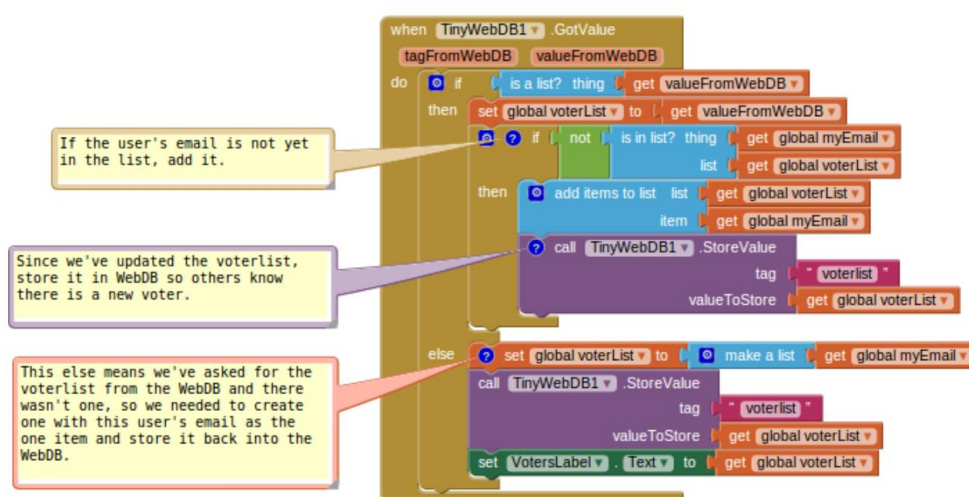 when TinyWebDB1 .GotValue
tagFromWebDB valueFromWebDB
do if is a list? thing get valueFromWebDB
then set global voterList to get valueFromWebDB
If the user's email is not yet
in the list, add it.
if not is in list? thing get global myEmail
list get global voterList
then add items to list list get global voterList
item get global myEmail
Since we've updated the voterlist,
store it in WebDB so others know
there is a new voter.
call TinyWebDB1 .StoreValue
tag " voterlist "
valueToStore get global voterList
This else means we've asked for the
voterlist from the WebDB and there
wasn't one, so we needed to create
one with this user's email as the
one item and store it back into the
WebDB.
else set global voterList to make a list get global myEmail
call TinyWebDB1 .StoreValue
tag " voterlist "
valueToStore get global voterList
set VotersLabel . Text to get global voterList